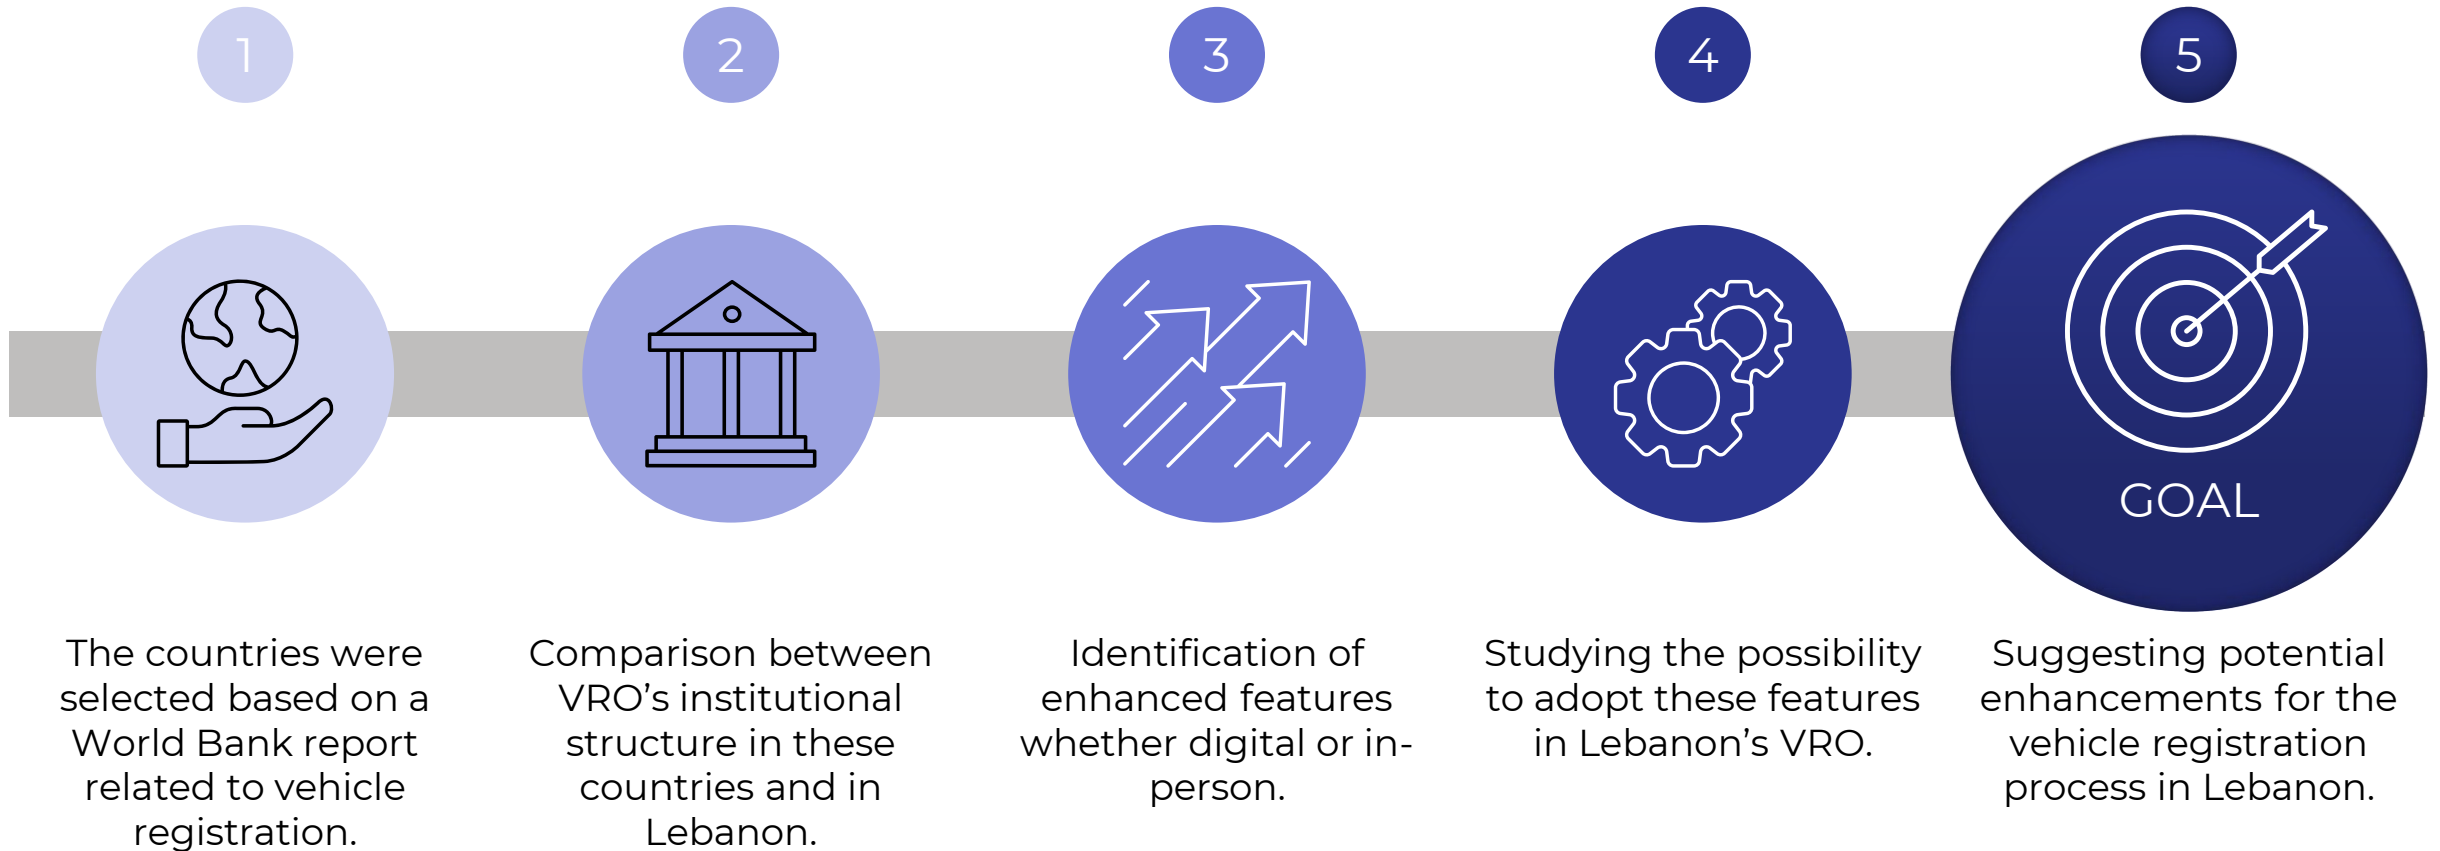 1
2
3
4
5
GOAL
The countries were
selected based on a
World Bank report
related to vehicle
registration.
Comparison between
VRO’s institutional
structure in these
countries and in
Lebanon.
Identification of
enhanced features
whether digital or in-
person.
Studying the possibility
to adopt these features
in Lebanon’s VRO.
Suggesting potential
enhancements for the
vehicle registration
process in Lebanon.